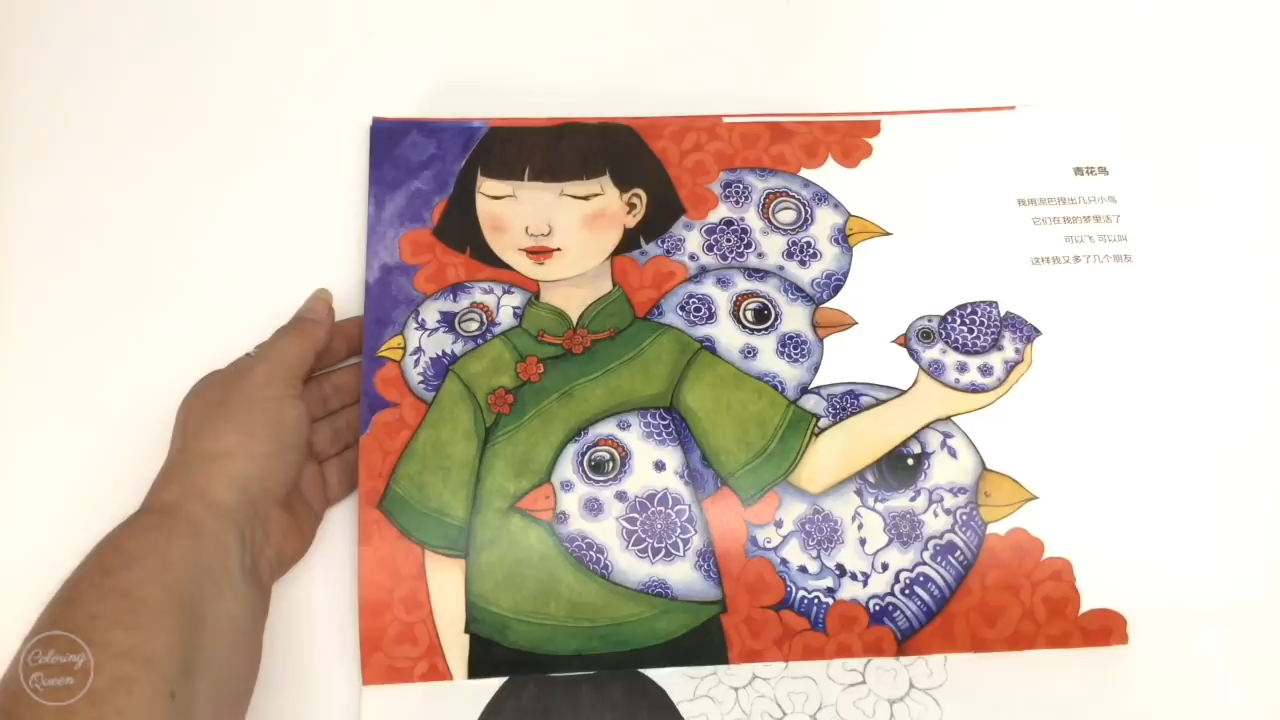 青花鸟
我用泥巴捏出几只小鸟
它们在我的梦里活了
可以飞 可以叫
这样我又多了几个朋友
Coloring
Queen